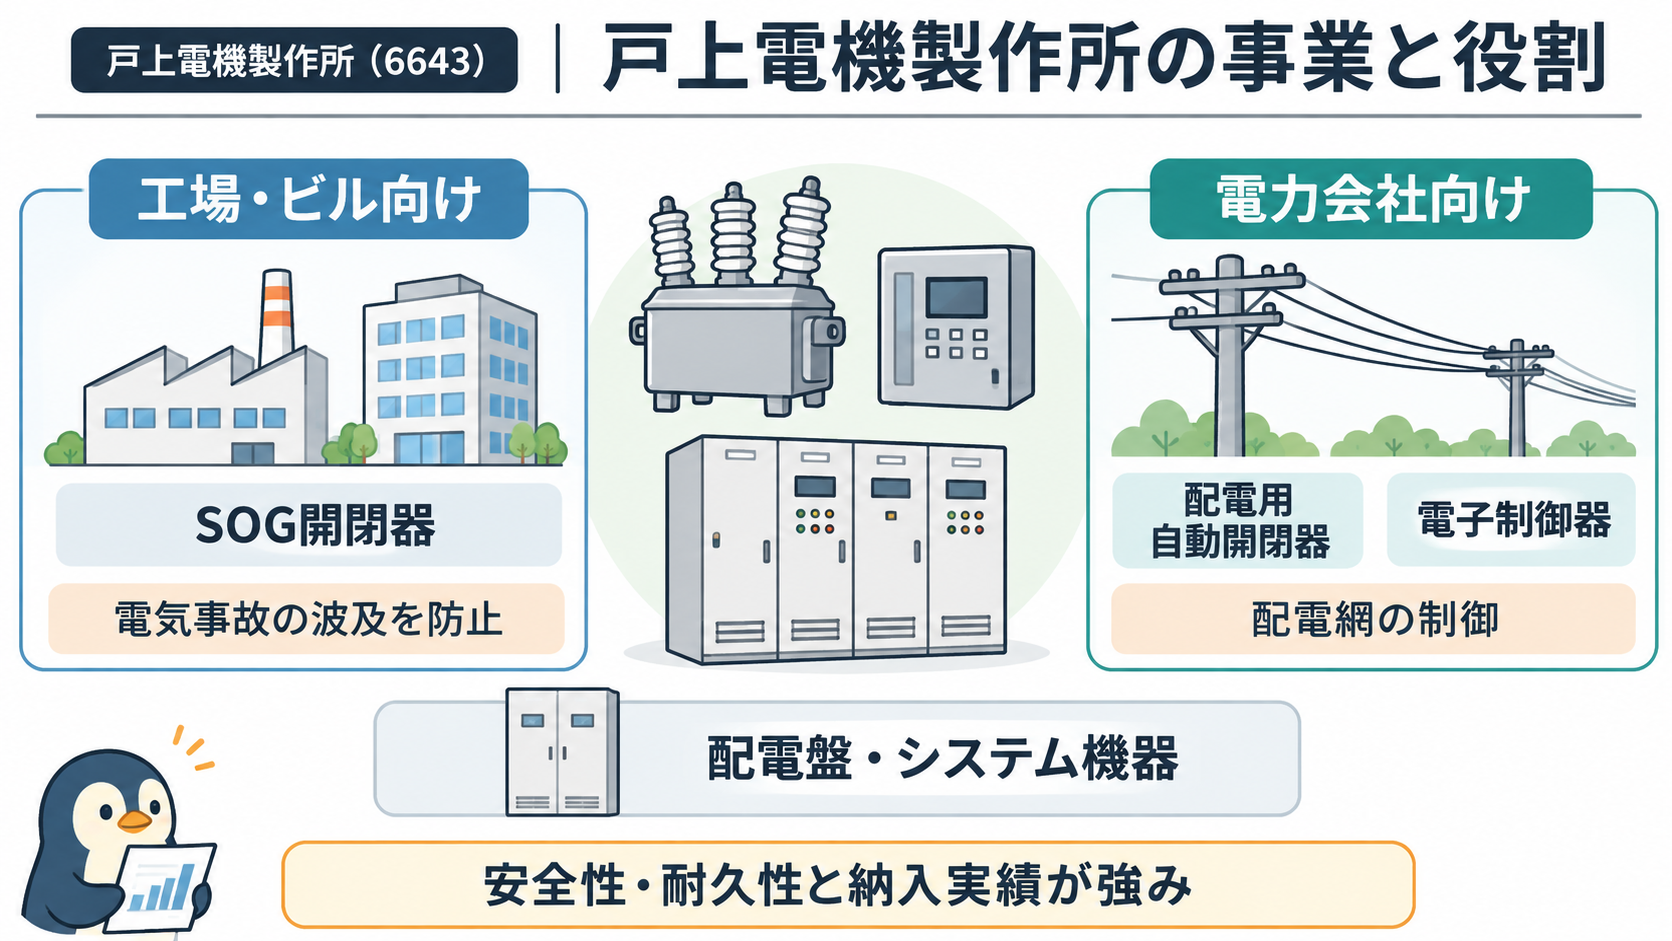 戸上電機製作所（6643）
戸上電機製作所の事業と役割
工場・ビル向け
SOG開閉器
電気事故の波及を防止
電力会社向け
配電用
自動開閉器
電子制御器
配電網の制御
配電盤・システム機器
安全性・耐久性と納入実績が強み